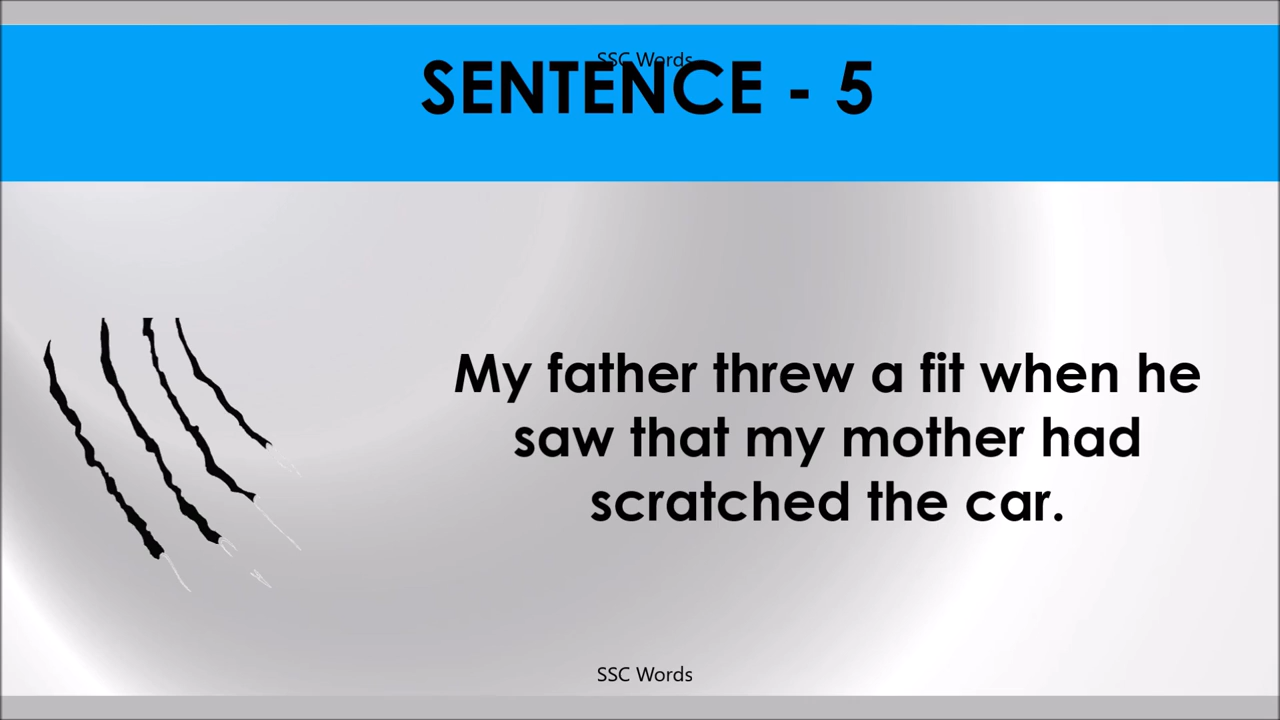 SSC Words
SENTENCE - 5
My father threw a fit when he
saw that my mother had
scratched the car.
SSC Words